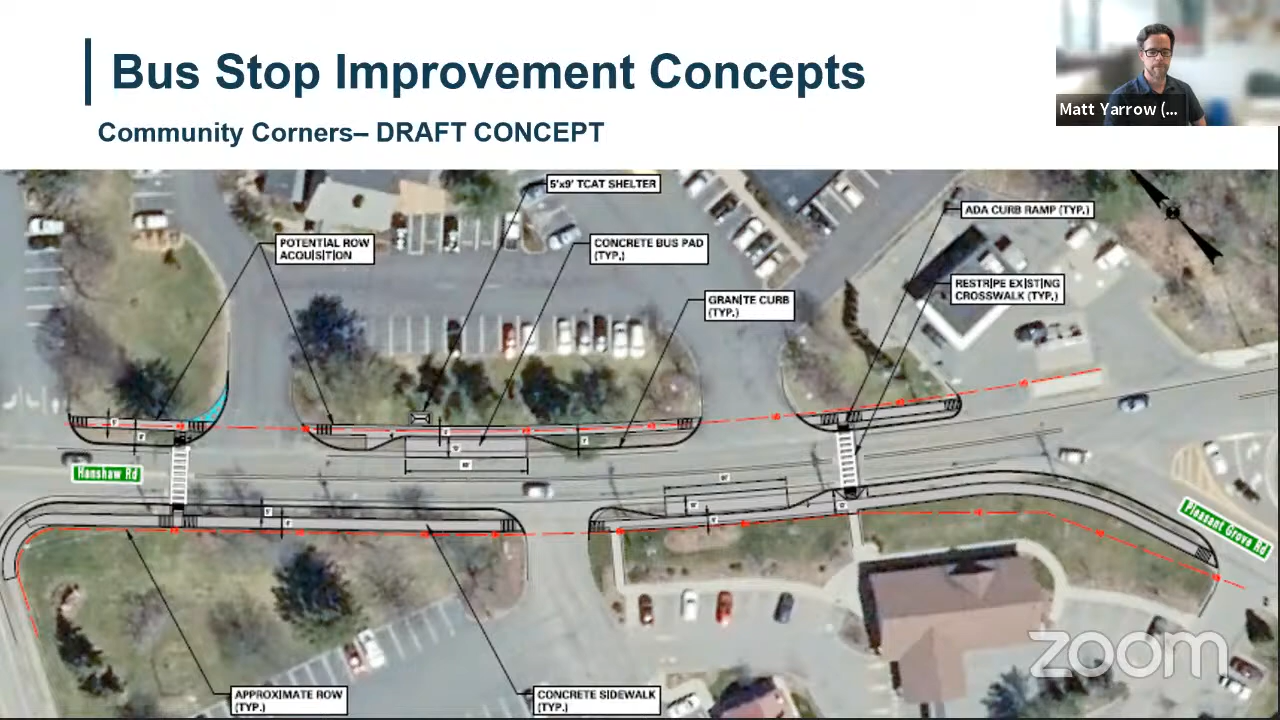 Bus Stop Improvement Concepts
Community Corners– DRAFT CONCEPT
Matt Yarrow (...
5'x9' TCAT SHELTER
ADA CURB RAMP (TYP.)
POTENTIAL ROW
ACQUISITION
CONCRETE BUS PAD
(TYP.)
RESTRIPE EXISTING
CROSSWALK (TYP.)
GRANITE CURB
(TYP.)
Hanshaw Rd
Pleasant Grove Rd
APPROXIMATE ROW
(TYP.)
CONCRETE SIDEWALK
(TYP.)
zoom